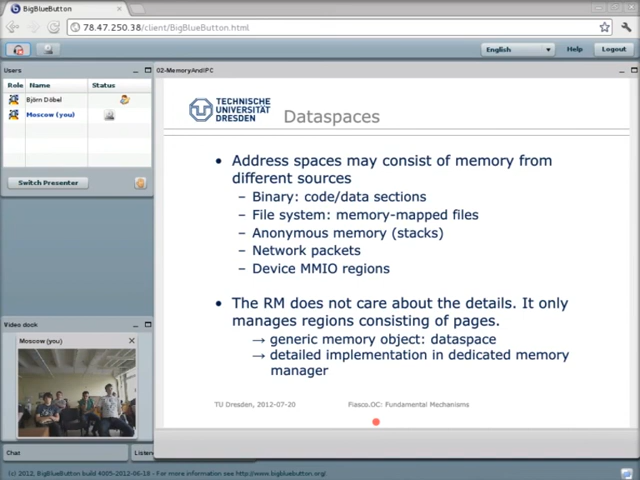 BigBlueButton
78.47.250.38/client/BigBlueButton.html
English
Help
Logout
Users
02-MemoryAndIPC
Role Name Status
Björn Döbel
Moscow (you)
Switch Presenter
TECHNISCHE
UNIVERSITÄT
DRESDEN
Dataspaces
• Address spaces may consist of memory from
different sources
– Binary: code/data sections
– File system: memory-mapped files
– Anonymous memory (stacks)
– Network packets
– Device MMIO regions
• The RM does not care about the details. It only
manages regions consisting of pages.
→ generic memory object: dataspace
→ detailed implementation in dedicated memory
manager
TU Dresden, 2012-07-20
Fiasco.OC: Fundamental Mechanisms
Video dock
Moscow (you)
Chat
Listen
(c) 2012, BigBlueButton build 4005-2012-06-18 - For more information see http://www.bigbluebutton.org/